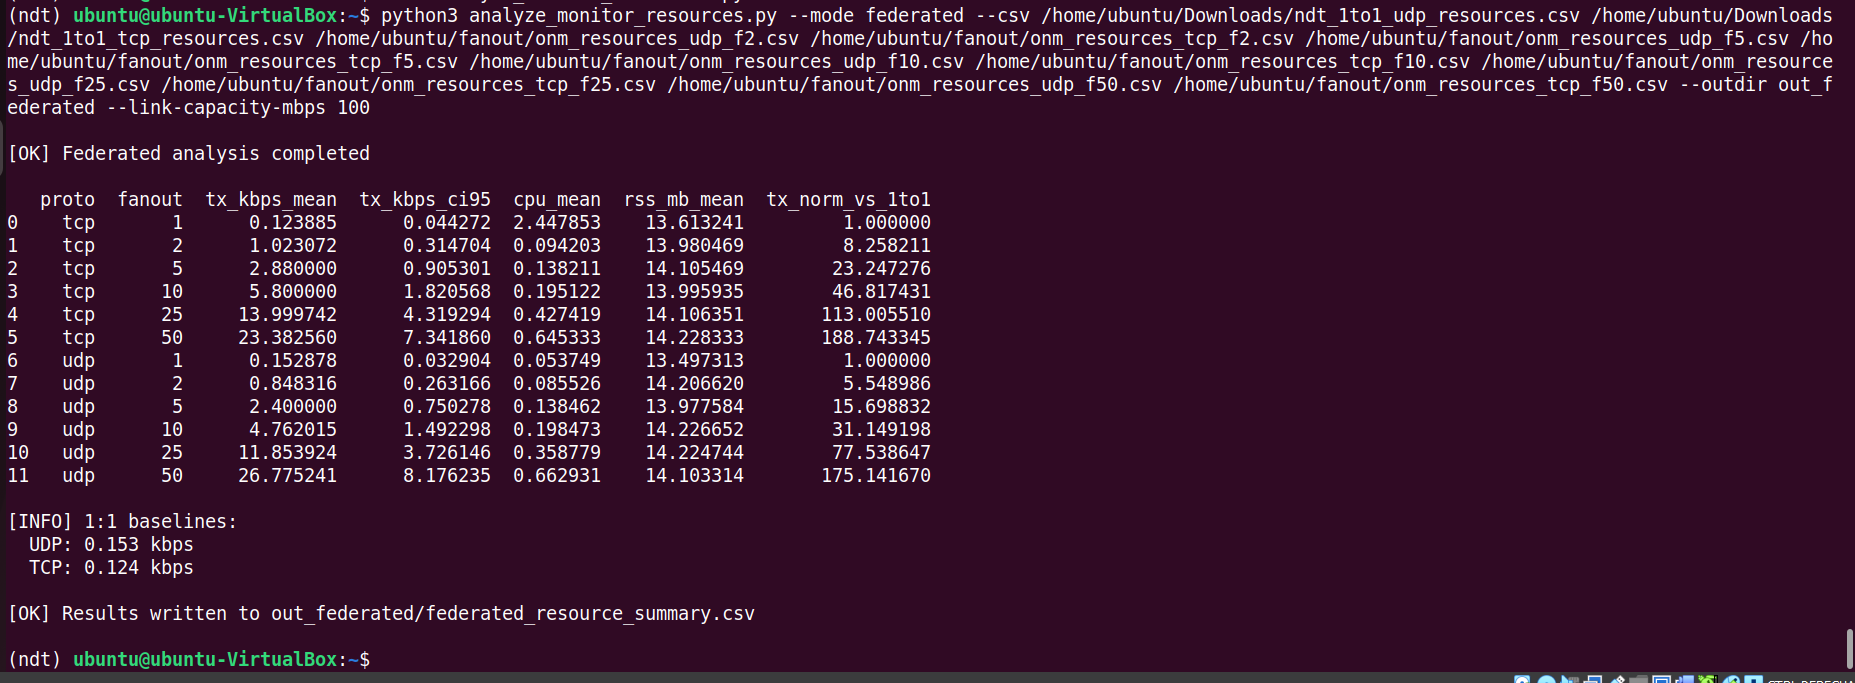 (ndt) ubuntu@ubuntu-VirtualBox:~$ python3 analyze_monitor_resources.py --mode federated --csv /home/ubuntu/Downloads/ndt_1to1_udp_resources.csv /home/ubuntu/Downloads
/ndt_1to1_tcp_resources.csv /home/ubuntu/fanout/onm_resources_udp_f2.csv /home/ubuntu/fanout/onm_resources_tcp_f2.csv /home/ubuntu/fanout/onm_resources_udp_f5.csv /ho
me/ubuntu/fanout/onm_resources_tcp_f5.csv /home/ubuntu/fanout/onm_resources_udp_f10.csv /home/ubuntu/fanout/onm_resources_tcp_f10.csv /home/ubuntu/fanout/onm_resource
s_udp_f25.csv /home/ubuntu/fanout/onm_resources_tcp_f25.csv /home/ubuntu/fanout/onm_resources_udp_f50.csv /home/ubuntu/fanout/onm_resources_tcp_f50.csv --outdir out_f
ederated --link-capacity-mbps 100
[OK] Federated analysis completed
proto fanout tx_kbps_mean tx_kbps_ci95 cpu_mean rss_mb_mean tx_norm_vs_1to1
0 tcp 1 0.123885 0.044272 2.447853 13.613241 1.000000
1 tcp 2 1.023072 0.314704 0.094203 13.980469 8.258211
2 tcp 5 2.880000 0.905301 0.138211 14.105469 23.247276
3 tcp 10 5.800000 1.820568 0.195122 13.995935 46.817431
4 tcp 25 13.999742 4.319294 0.427419 14.106351 113.005510
5 tcp 50 23.382560 7.341860 0.645333 14.228333 188.743345
6 udp 1 0.152878 0.032904 0.053749 13.497313 1.000000
7 udp 2 0.848316 0.263166 0.085526 14.206620 5.548986
8 udp 5 2.400000 0.750278 0.138462 13.977584 15.698832
9 udp 10 4.762015 1.492298 0.198473 14.226652 31.149198
10 udp 25 11.853924 3.726146 0.358779 14.224744 77.538647
11 udp 50 26.775241 8.176235 0.662931 14.103314 175.141670
[INFO] 1:1 baselines:
UDP: 0.153 kbps
TCP: 0.124 kbps
[OK] Results written to out_federated/federated_resource_summary.csv
(ndt) ubuntu@ubuntu-VirtualBox:~$